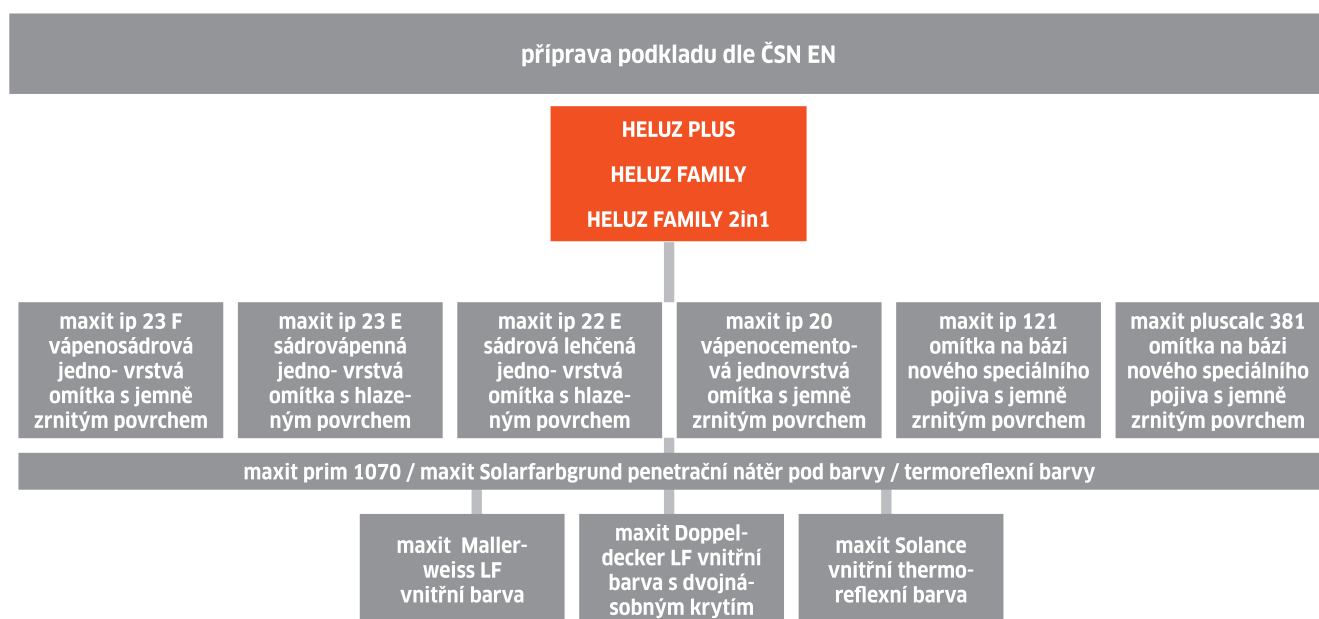 příprava podkladu dle ČSN EN
HELUZ PLUS
HELUZ FAMILY
HELUZ FAMILY 2in1
maxit ip 23 F
vápenosádrová
jedno- vrstvá
omítka s jemně
zrnitým povrchem
maxit ip 23 E
sádrovápenná
jedno- vrstvá
omítka s hlaze-
ným povrchem
maxit ip 22 E
sádrová lehčená
jedno- vrstvá
omítka s hlaze-
ným povrchem
maxit ip 20
vápenocemento-
vá jednovrstvá
omítka s jemně
zrnitým povrchem
maxit ip 121
omítka na bázi
nového speciálního
pojiva s jemně
zrnitým povrchem
maxit pluscalc 381
omítka na bázi
nového speciálního
pojiva s jemně
zrnitým povrchem
maxit prim 1070 / maxit Solarfarbgrund penetrační nátěr pod barvy / termoreflexní barvy
maxit Maller-
weiss LF
vnitřní barva
maxit Doppel-
decker LF vnitřní
barva s dvojná-
sobným krytím
maxit Solance
vnitřní thermo-
reflexní barva